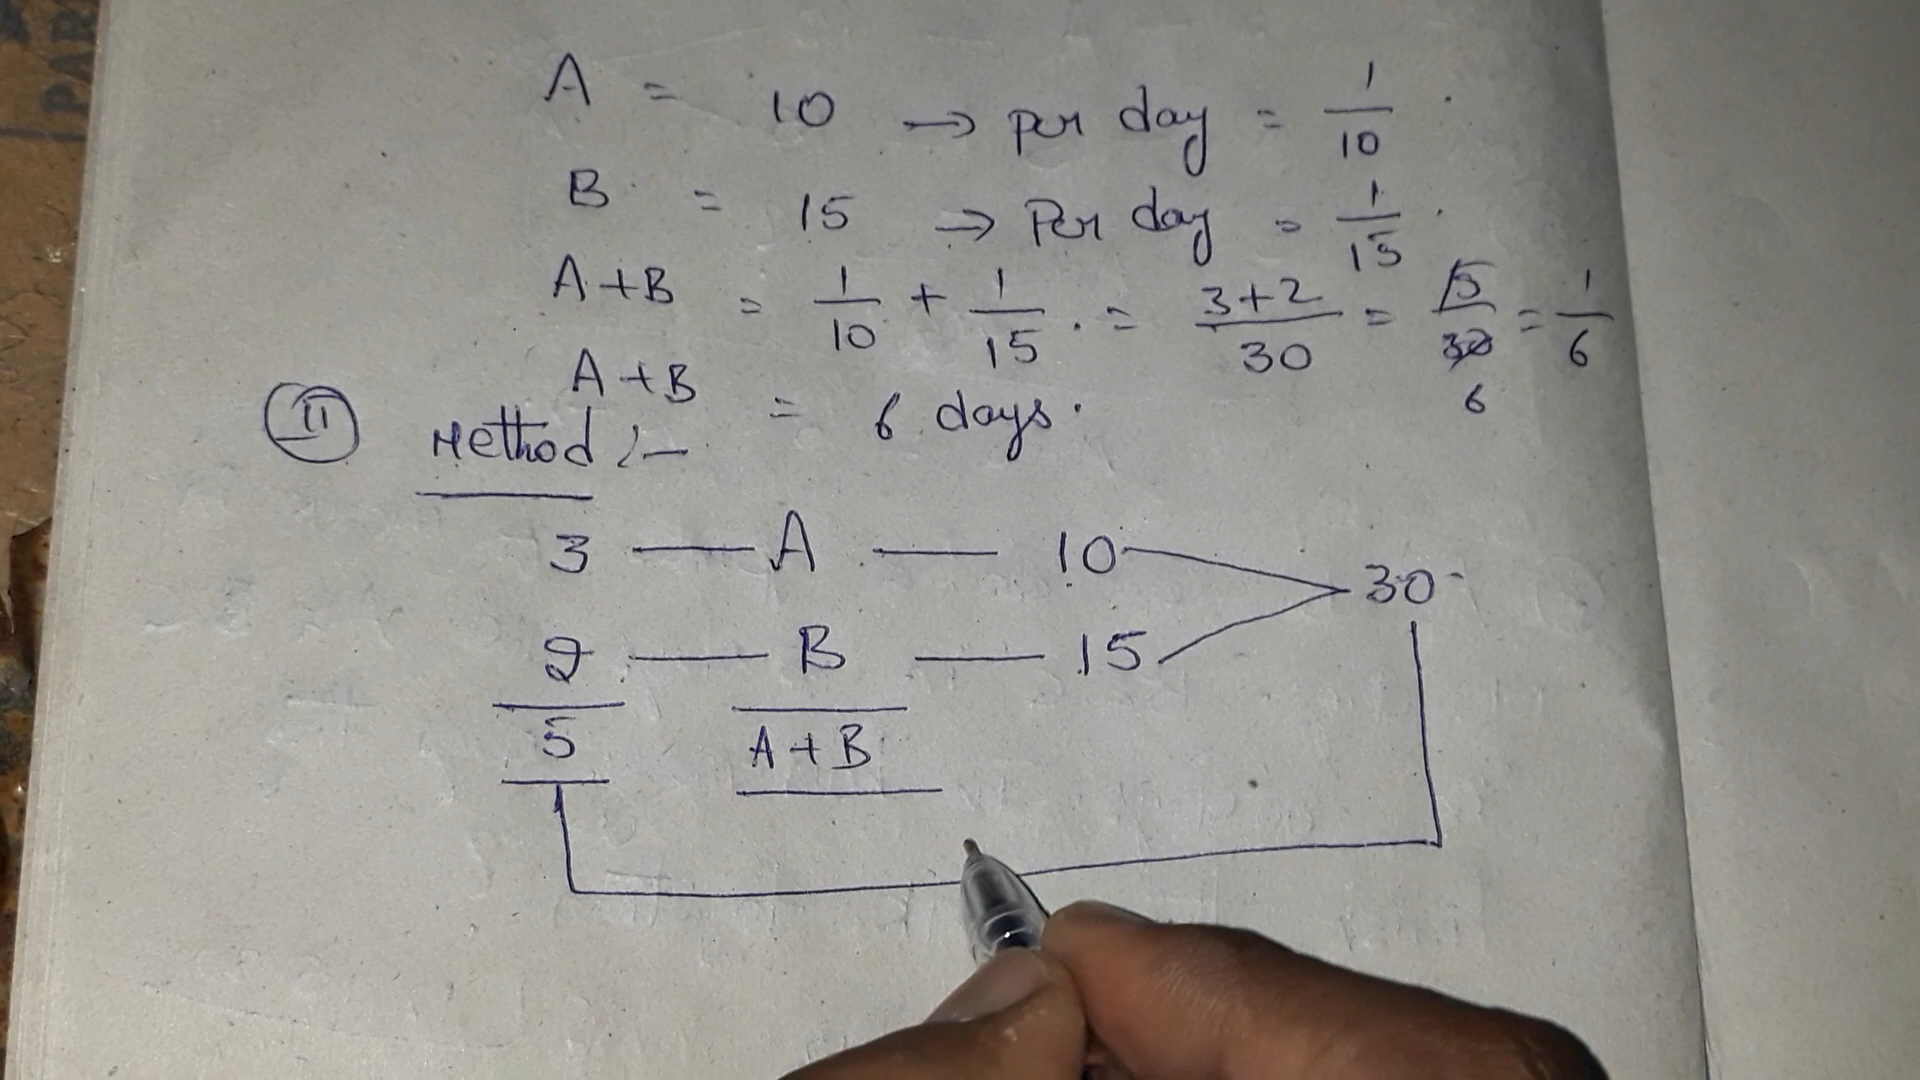 A = 10 → per day = 1/10.
B = 15 → Per day = 1/15.
A+B = 1/10 + 1/15. = 3+2/30 = 5/30 = 1/6
6
A+B = 6 days.
II Method :-
3 — A — 10
30
2 — B — 15
5 A+B